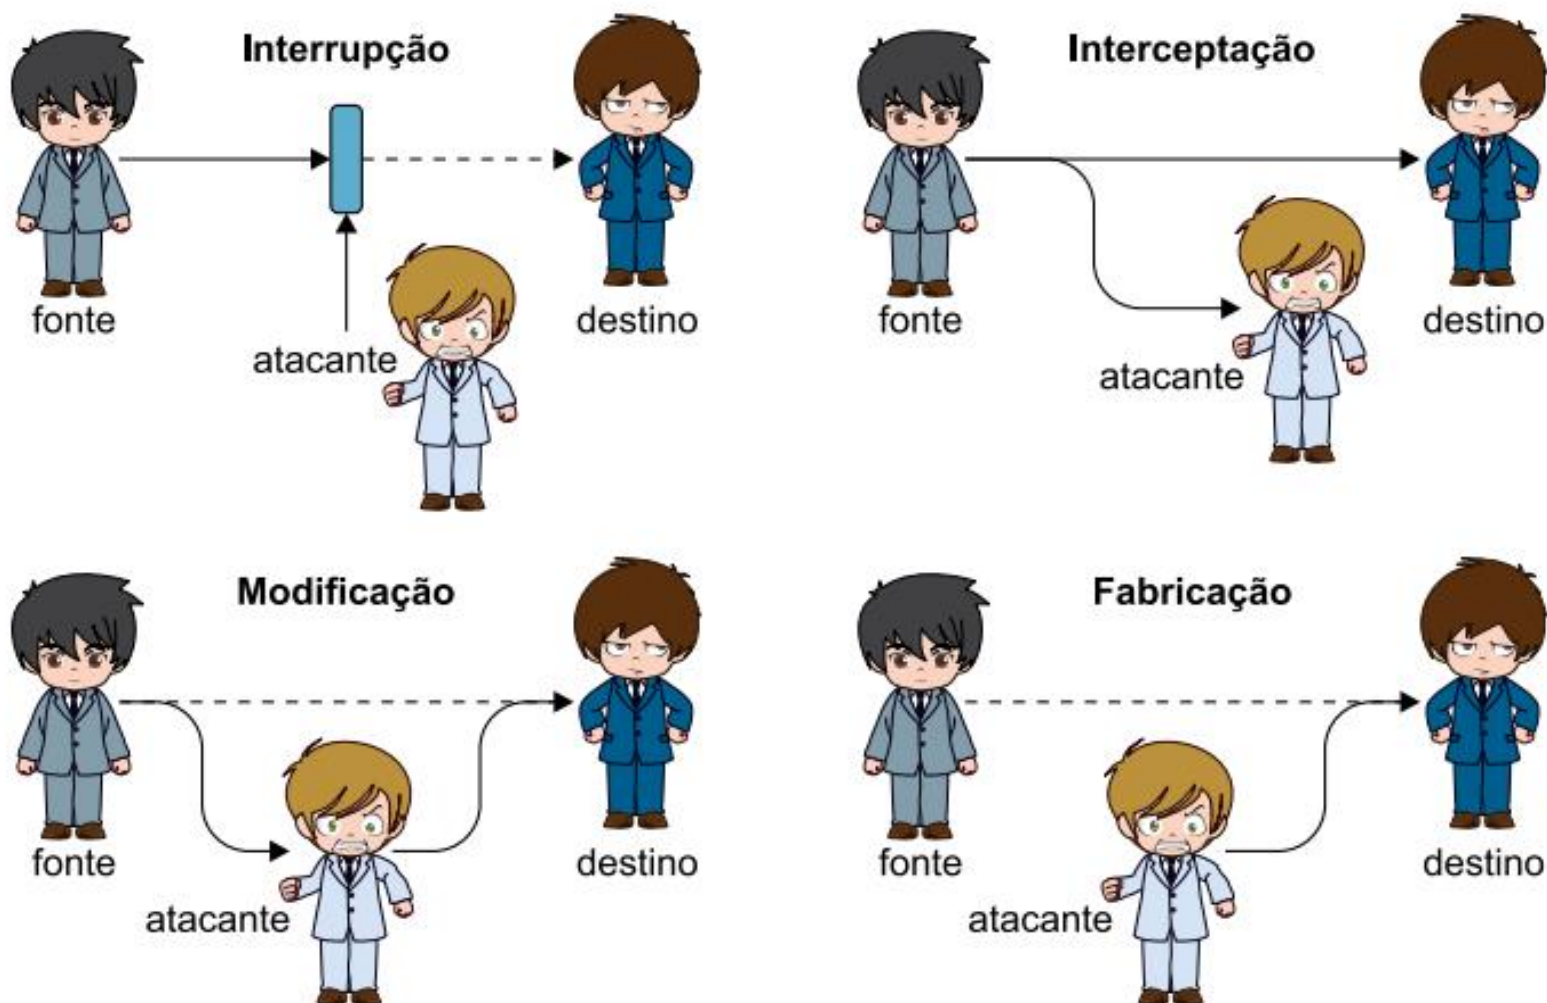 Interrupção
fonte
atacante
destino
Interceptação
fonte
atacante
destino
Modificação
fonte
atacante
destino
Fabricação
fonte
atacante
destino